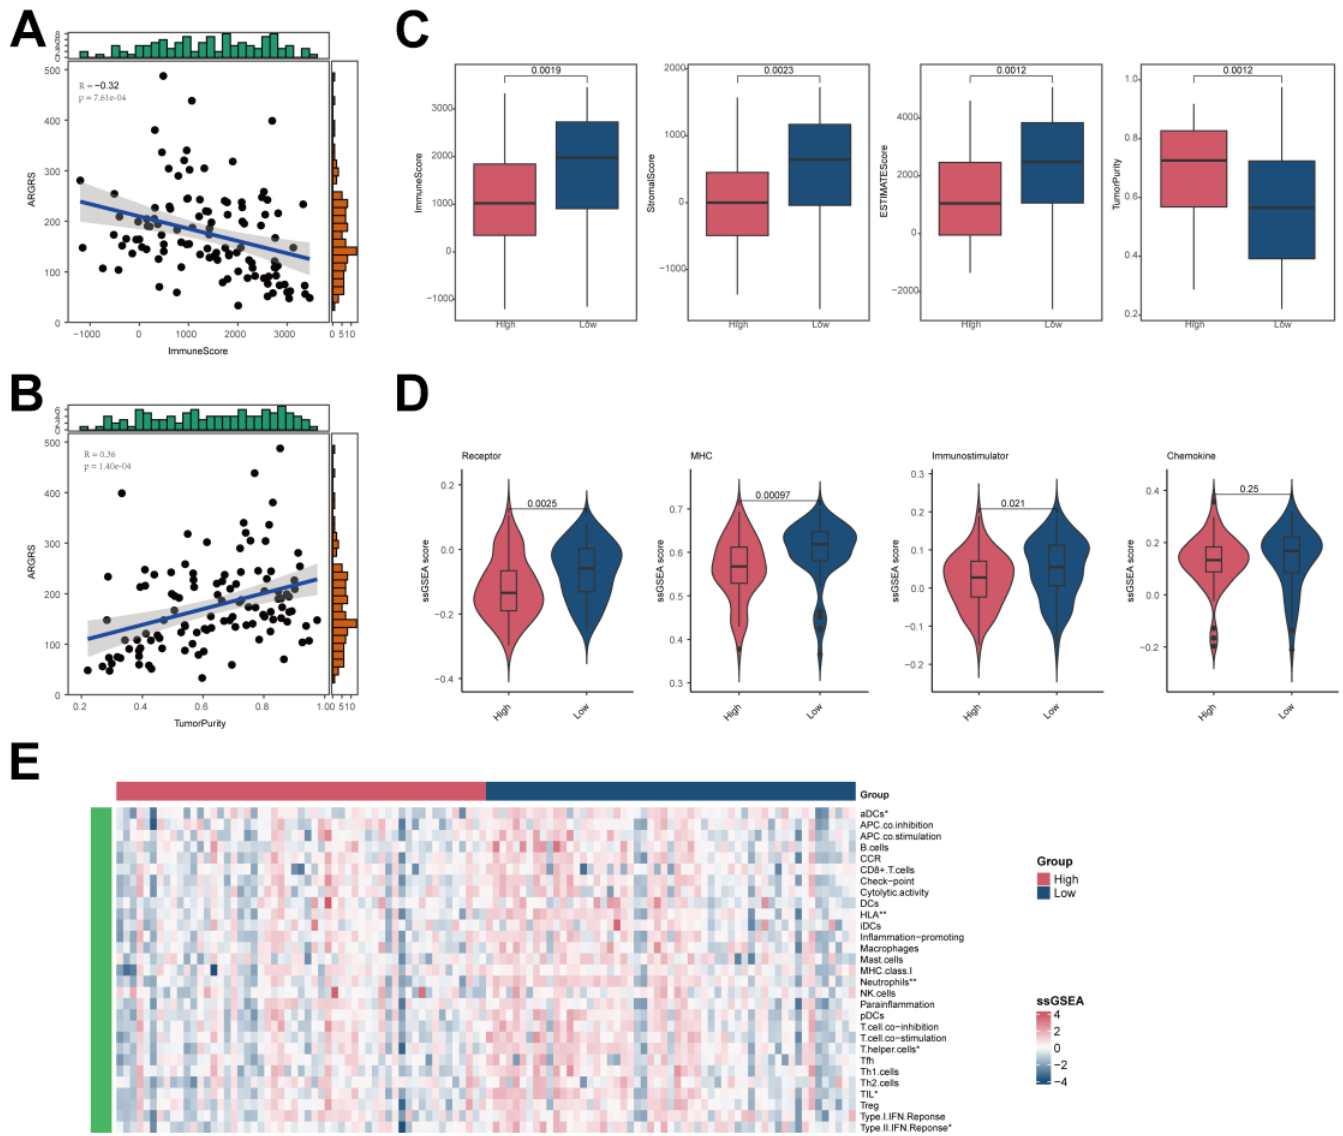 A
8
6
4
2
0
500
400
300
200
100
0
R = −0.32
p = 7.61e-04
ARGRS
-1000
0
1000
2000
3000
0 510
ImmuneScore
B
6
4
2
0
500
400
300
200
100
0
R = 0.36
p = 1.40e-04
ARGRS
0.2
0.4
0.6
0.8
1.00 510
TumorPurity
C
0.0019
ImmuneScore
3000
2000
1000
0
−1000
High
Low
0.0023
StromalScore
2000
1000
0
−1000
High
Low
0.0012
ESTIMATEScore
4000
2000
0
−2000
High
Low
0.0012
TumorPurity
1.0
0.8
0.6
0.4
0.2
High
Low
D
Receptor
0.0025
ssGSEA score
0.2
0.0
−0.2
−0.4
High
Low
MHC
0.00097
ssGSEA score
0.7
0.6
0.5
0.4
0.3
High
Low
Immunostimulator
0.021
ssGSEA score
0.3
0.2
0.1
0.0
−0.1
−0.2
High
Low
Chemokine
0.25
ssGSEA score
0.4
0.2
0.0
−0.2
High
Low
E
Group
aDCs*
APC.co.inhibition
APC.co.stimulation
B.cells
CCR
CD8+.T.cells
Check−point
Cytolytic.activity
DCs
HLA**
iDCs
Inflammation−promoting
Macrophages
Mast.cells
MHC.class.I
Neutrophils**
NK.cells
Parainflammation
pDCs
T.cell.co−inhibition
T.cell.co−stimulation
T.helper.cells*
Tfh
Th1.cells
Th2.cells
TIL*
Treg
Type.I.IFN.Reponse
Type.II.IFN.Reponse*
Group
High
Low
ssGSEA
4
2
0
−2
−4